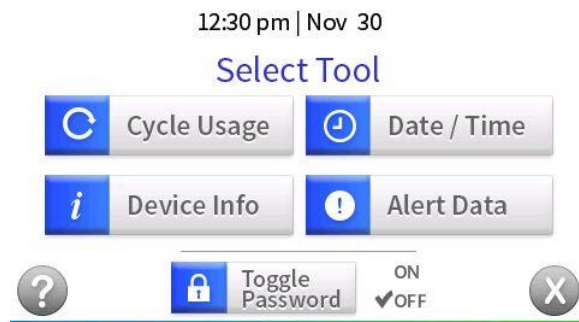 12:30 pm | Nov 30
Select Tool
Cycle Usage
Date / Time
Device Info
Alert Data
Toggle
Password
ON
✔OFF
?
X